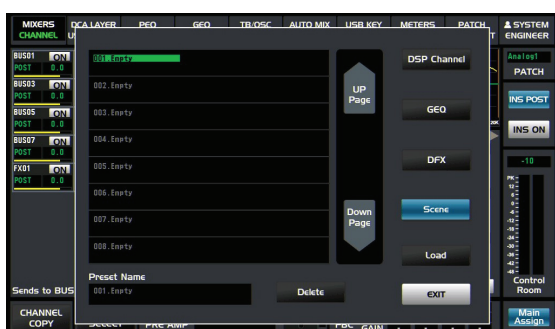 MIXERS DCA LAYER PEQ GEQ TB/OSC AUTO MIX USB KEY METERS PATCH SYSTEM
CHANNEL ENGINEER
BUS01 ON
POST 0.0
BUS03 ON
POST 0.0
BUS05 ON
POST 0.0
BUS07 ON
POST 0.0
FX01 ON
POST 0.0
Sends to BUS
CHANNEL
COPY
001.Empty
002.Empty
003.Empty
004.Empty
005.Empty
006.Empty
007.Empty
008.Empty
Preset Name
001.Empty
Delete
UP
Page
Down
Page
DSP Channel
GEQ
DFX
Scene
Load
EXIT
PRE AMP
GAIN
Analog1
PATCH
INS POST
INS ON
-10
PK
Control
Room
Main
Assign